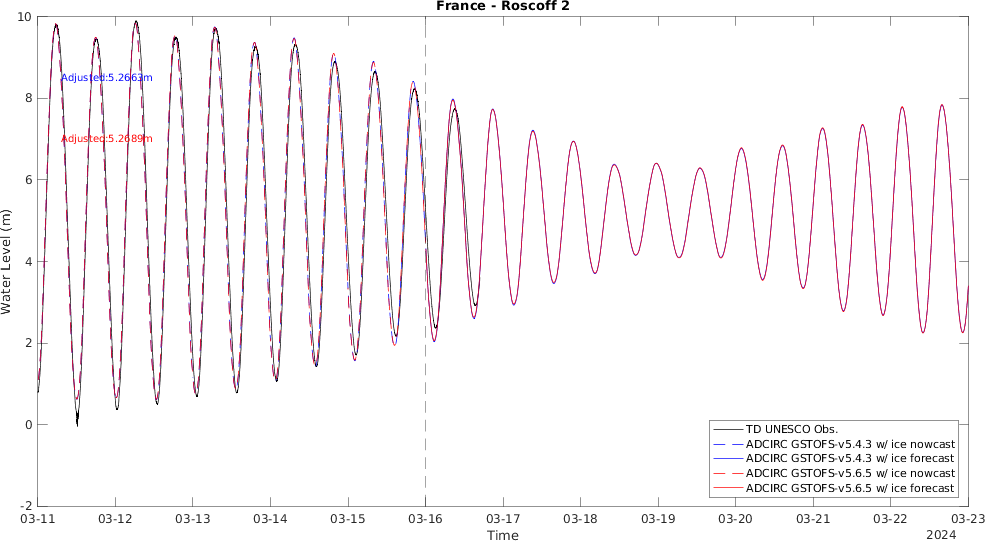 France - Roscoff 2
10
8
6
4
2
0
-2
Water Level (m)
Adjusted:5.2663m
Adjusted:5.2689m
TD UNESCO Obs.
ADCIRC GSTOFS-v5.4.3 w/ ice nowcast
ADCIRC GSTOFS-v5.4.3 w/ ice forecast
ADCIRC GSTOFS-v5.6.5 w/ ice nowcast
ADCIRC GSTOFS-v5.6.5 w/ ice forecast
03-11 03-12 03-13 03-14 03-15 03-16 03-17 03-18 03-19 03-20 03-21 03-22 03-23
Time
2024